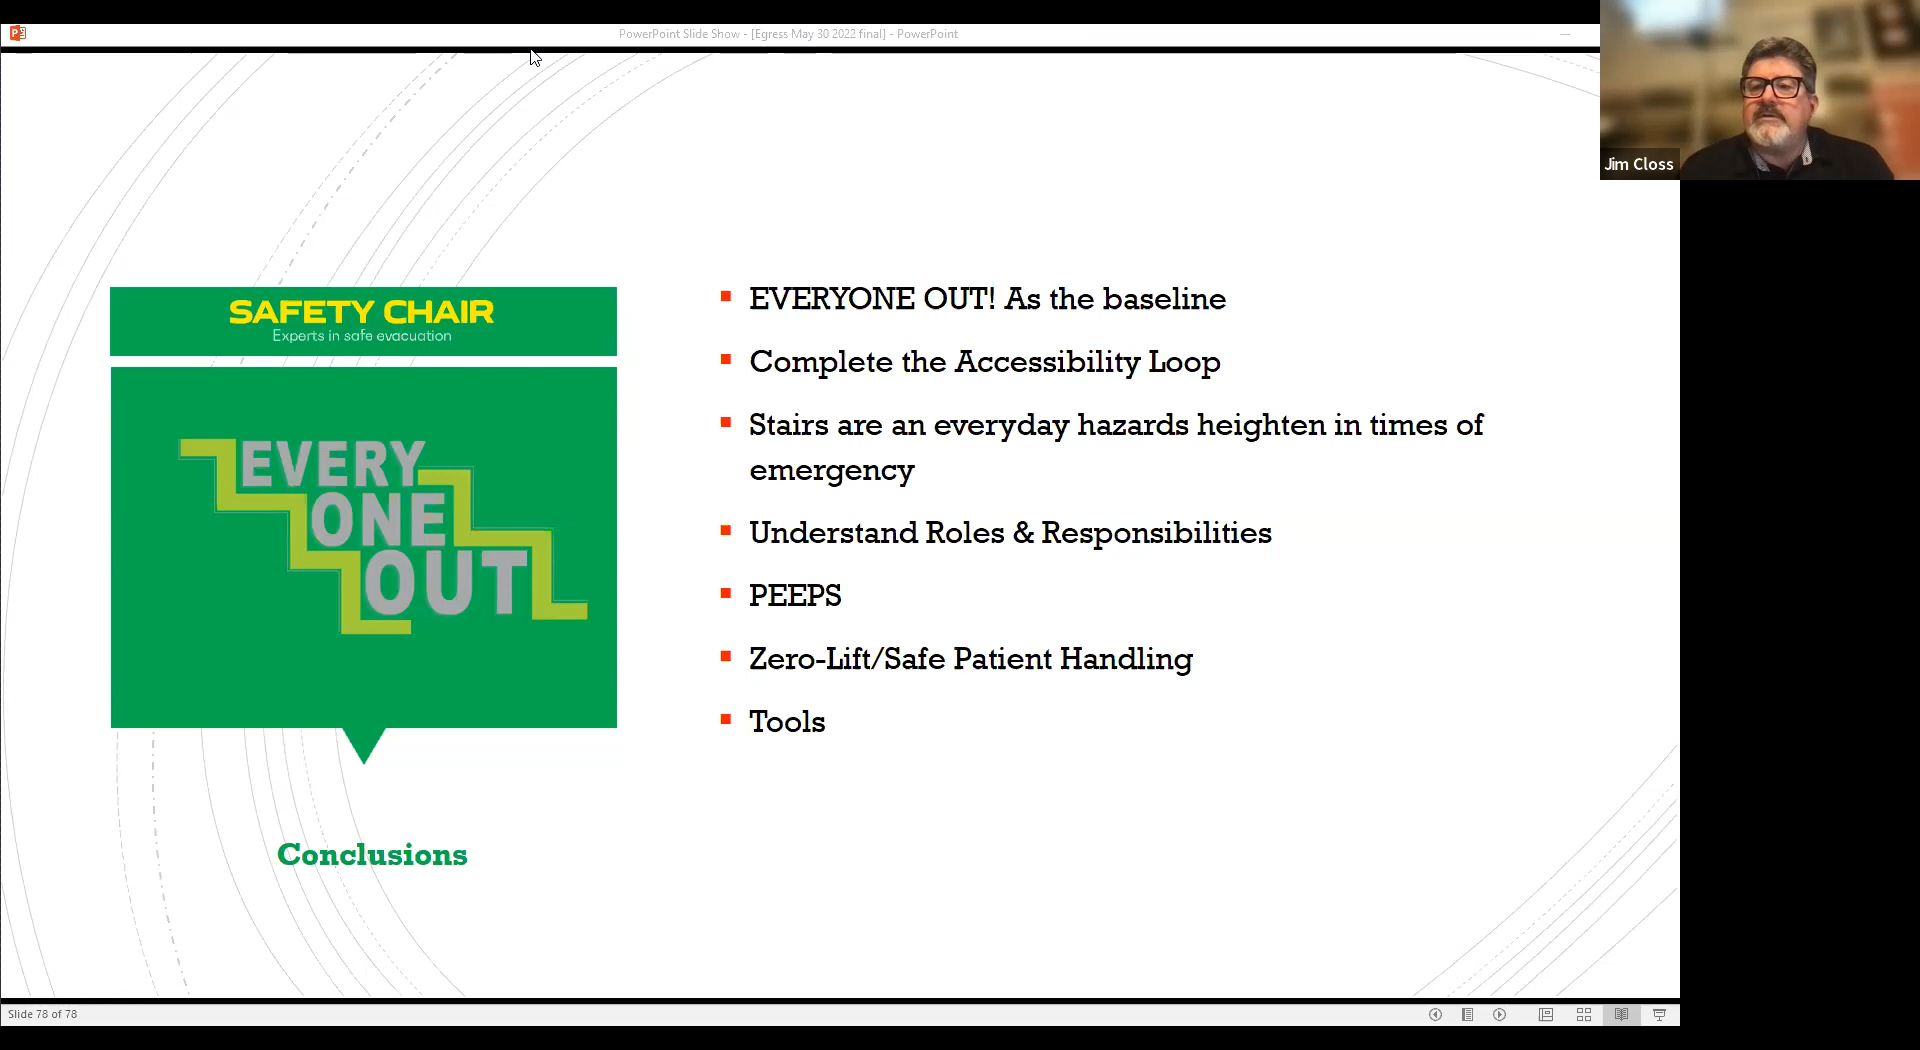 PowerPoint Slide Show - [Egress May 30 2022 final] - PowerPoint
Jim Closs
SAFETY CHAIR
Experts in safe evacuation
EVERY
ONE
OUT
Conclusions
EVERYONE OUT! As the baseline
Complete the Accessibility Loop
Stairs are an everyday hazards heighten in times of
emergency
Understand Roles & Responsibilities
PEEPS
Zero-Lift/Safe Patient Handling
Tools
Slide 78 of 78